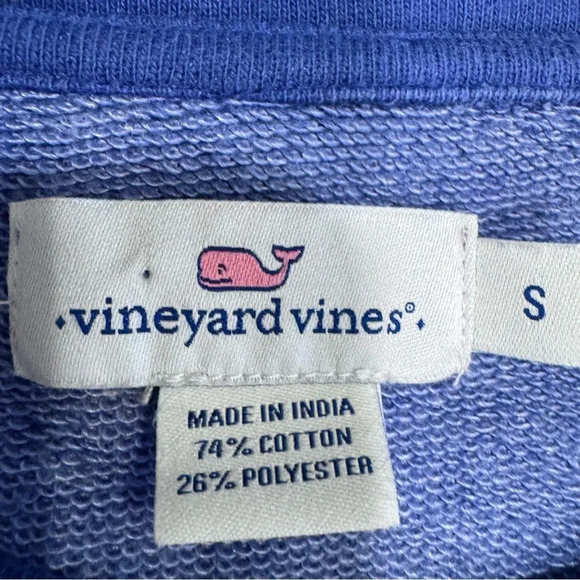 ·vineyard vines®·
S
MADE IN INDIA
74% COTTON
26% POLYESTER